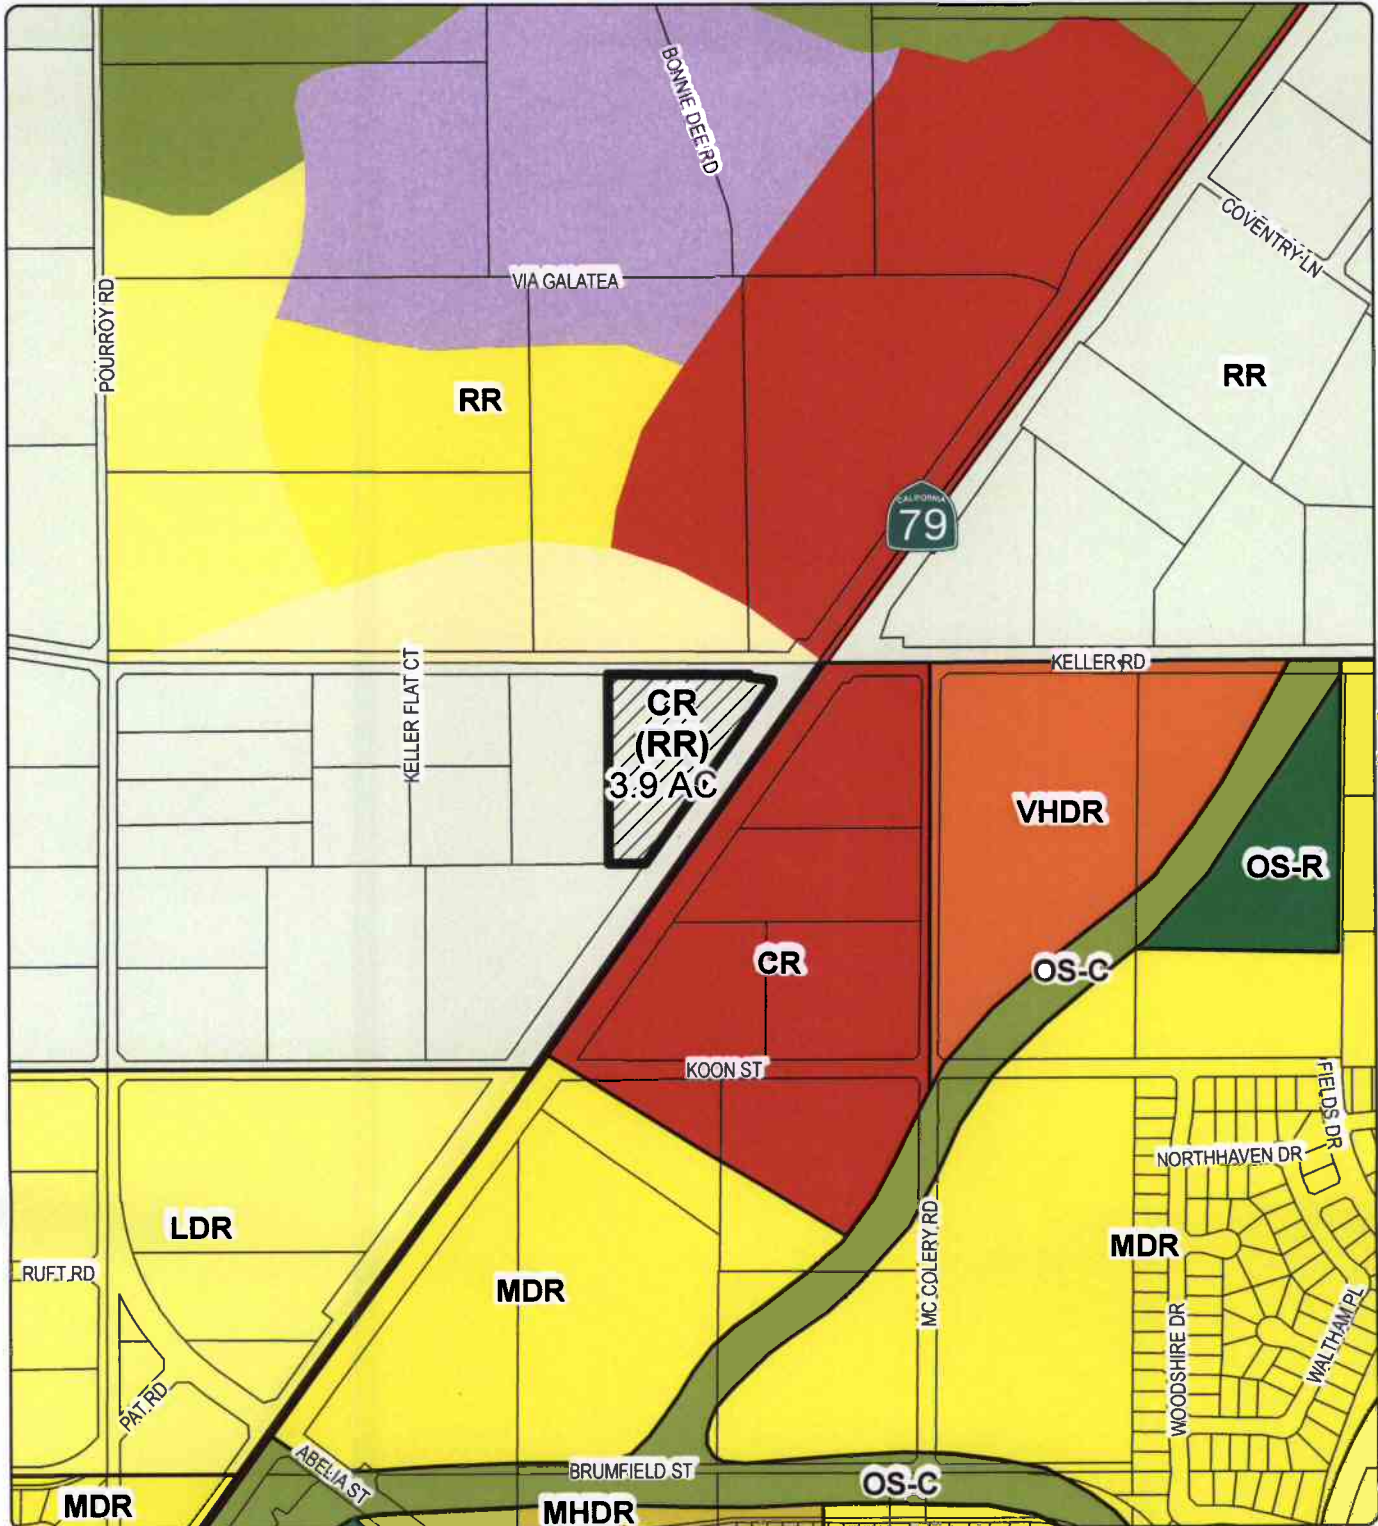 BONNIE DEE RD
COVENTRY LN
VIA GALATEA
POURROY RD
RR
RR
CALIFORNIA
79
KELLER RD
KELLER FLAT CT
CR
(RR)
3.9 AC
VHDR
OS-R
CR
OS-C
KOON ST
FIELDS DR
NORTHHAVEN DR
LDR
MC COLERY RD
MDR
RUFT RD
MDR
WOODSHIRE DR
WALTHAM PL
PAT RD
ABELIA ST
BRUMFIELD ST
OS-C
MDR
MHDR